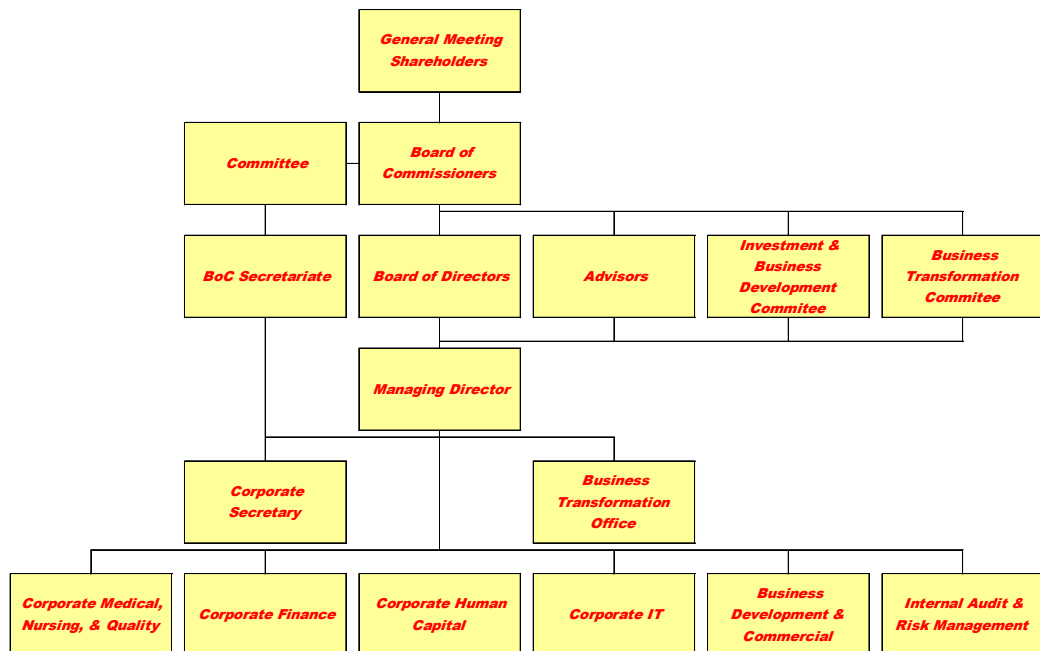 General Meeting
Shareholders
Committee
Board of
Commissioners
BoC Secretariate
Board of Directors
Advisors
Investment &
Business
Development
Commitee
Business
Transformation
Commitee
Managing Director
Corporate
Secretary
Business
Transformation
Office
Corporate Medical,
Nursing, & Quality
Corporate Finance
Corporate Human
Capital
Corporate IT
Business
Development &
Commercial
Internal Audit &
Risk Management